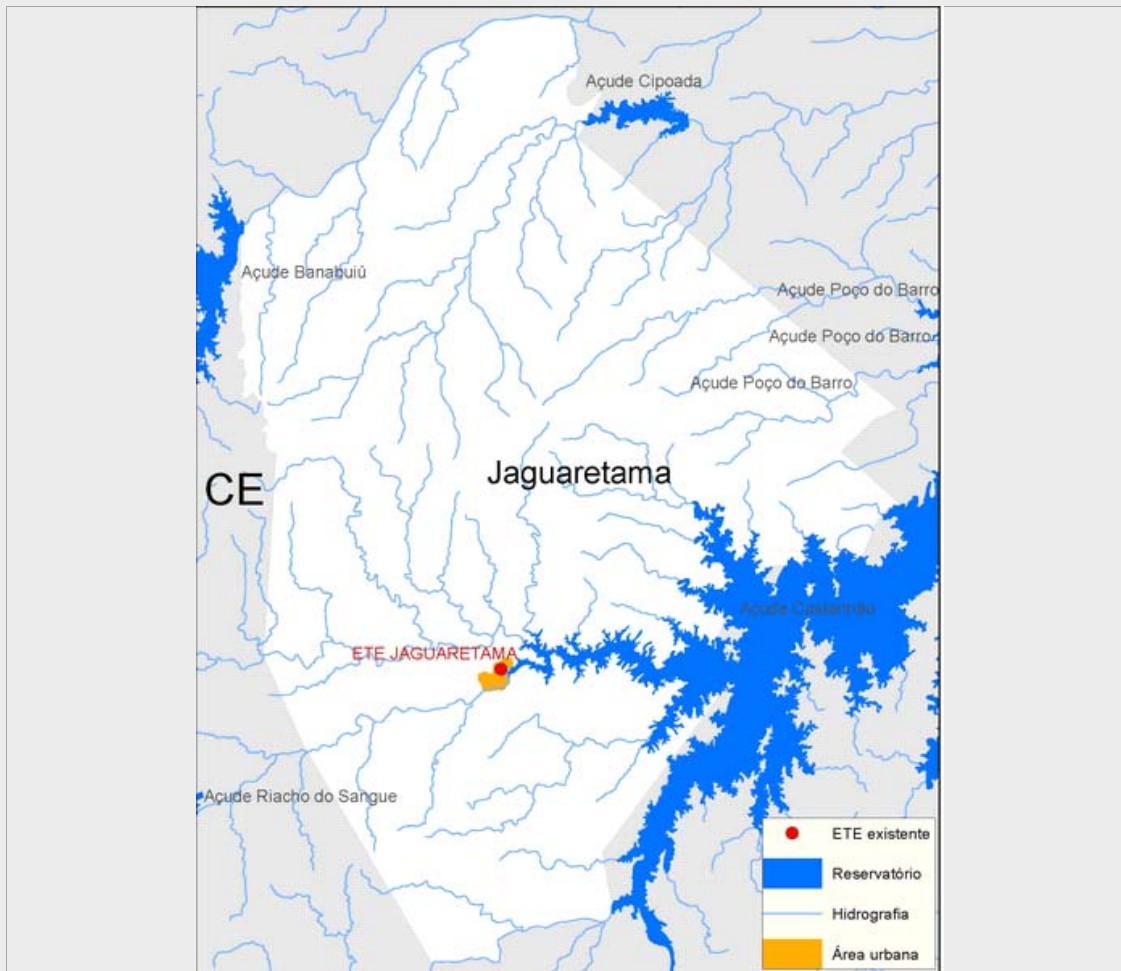 Açude Cipoada
Açude Banabuiú
Açude Poço do Barro
Açude Poço do Barro
Açude Poço do Barro
Jaguaretama
CE
Açude Castanhão
ETE JAGUARETAMA
Açude Riacho do Sangue
ETE existente
Reservatório
Hidrografia
Área urbana